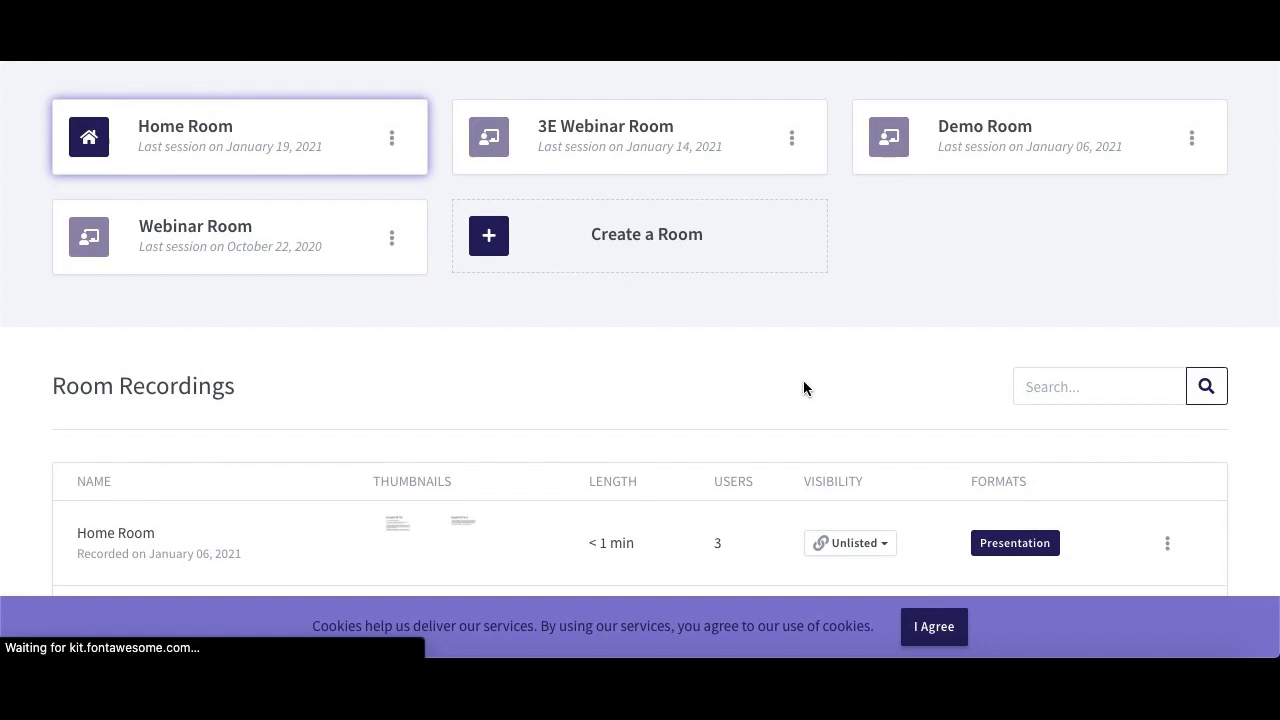 Home Room
Last session on January 19, 2021
3E Webinar Room
Last session on January 14, 2021
Demo Room
Last session on January 06, 2021
Webinar Room
Last session on October 22, 2020
Create a Room
Room Recordings
Search...
NAME THUMBNAILS LENGTH USERS VISIBILITY FORMATS
Home Room
Recorded on January 06, 2021
< 1 min 3 Unlisted Presentation
Cookies help us deliver our services. By using our services, you agree to our use of cookies. I Agree
Waiting for kit.fontawesome.com...